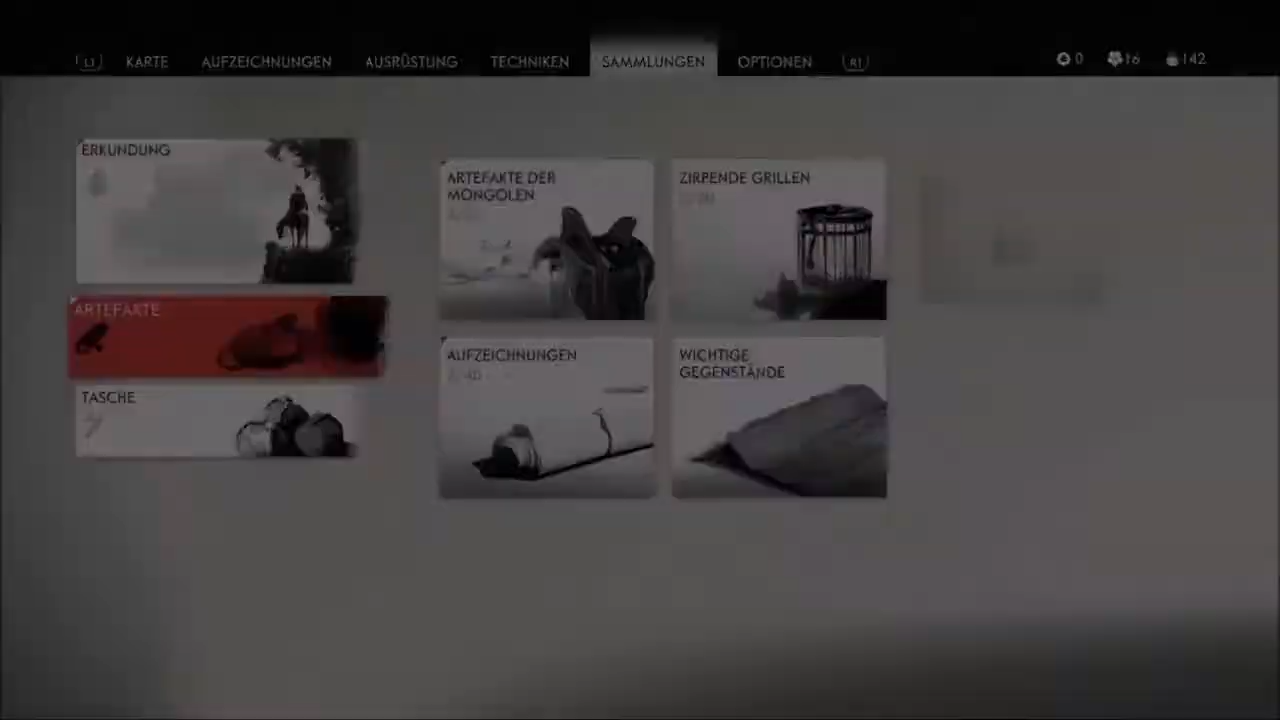 L1 KARTE AUFZEICHNUNGEN AUSRÜSTUNG TECHNIKEN SAMMLUNGEN OPTIONEN R1 0 16 142
ERKUNDUNG
ARTEFAKTE DER
MONGOLEN
ZIRPENDE GRILLEN
ARTEFAKTE
AUFZEICHNUNGEN
WICHTIGE
GEGENSTÄNDE
TASCHE